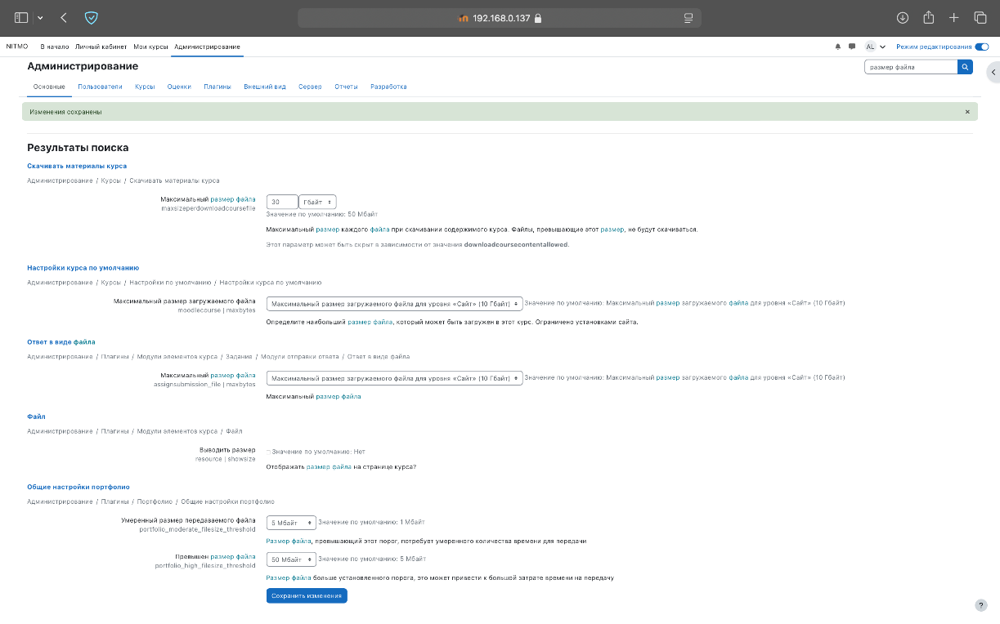 192.168.0.137
NITMO В начало Личный кабинет Мои курсы Администрирование AL Режим редактирования
Администрирование
размер файла
Основные Пользователи Курсы Оценки Плагины Внешний вид Сервер Отчеты Разработка
Изменения сохранены ×
Результаты поиска
Скачивать материалы курса
Администрирование / Курсы / Скачивать материалы курса
Максимальный размер файла 30 Гбайт
maxsizeperdownloadcoursefile
Значение по умолчанию: 50 Мбайт
Максимальный размер каждого файла при скачивании содержимого курса. Файлы, превышающие этот размер, не будут скачиваться.
Этот параметр может быть скрыт в зависимости от значения downloadcoursecontentallowed.
Настройки курса по умолчанию
Администрирование / Курсы / Настройки по умолчанию / Настройки курса по умолчанию
Максимальный размер загружаемого файла Максимальный размер загружаемого файла для уровня «Сайт» (10 Гбайт) Значение по умолчанию: Максимальный размер загружаемого файла для уровня «Сайт» (10 Гбайт)
moodlecourse | maxbytes
Определите наибольший размер файла, который может быть загружен в этот курс. Ограничено установками сайта.
Ответ в виде файла
Администрирование / Плагины / Модули элементов курса / Задание / Модули отправки ответа / Ответ в виде файла
Максимальный размер файла Максимальный размер загружаемого файла для уровня «Сайт» (10 Гбайт) Значение по умолчанию: Максимальный размер загружаемого файла для уровня «Сайт» (10 Гбайт)
assignsubmission_file | maxbytes
Максимальный размер файла
Файл
Администрирование / Плагины / Модули элементов курса / Файл
Выводить размер Значение по умолчанию: Нет
resource | showsize
Отображать размер файла на странице курса?
Общие настройки портфолио
Администрирование / Плагины / Портфолио / Общие настройки портфолио
Умеренный размер передаваемого файла 5 Мбайт Значение по умолчанию: 1 Мбайт
portfolio_moderate_filesize_threshold
Размер файла, превышающий этот порог, потребует умеренного количества времени для передачи
Превышен размер файла 50 Мбайт Значение по умолчанию: 5 Мбайт
portfolio_high_filesize_threshold
Размер файла больше установленного порога, это может привести к большой затрате времени на передачу
Сохранить изменения
?